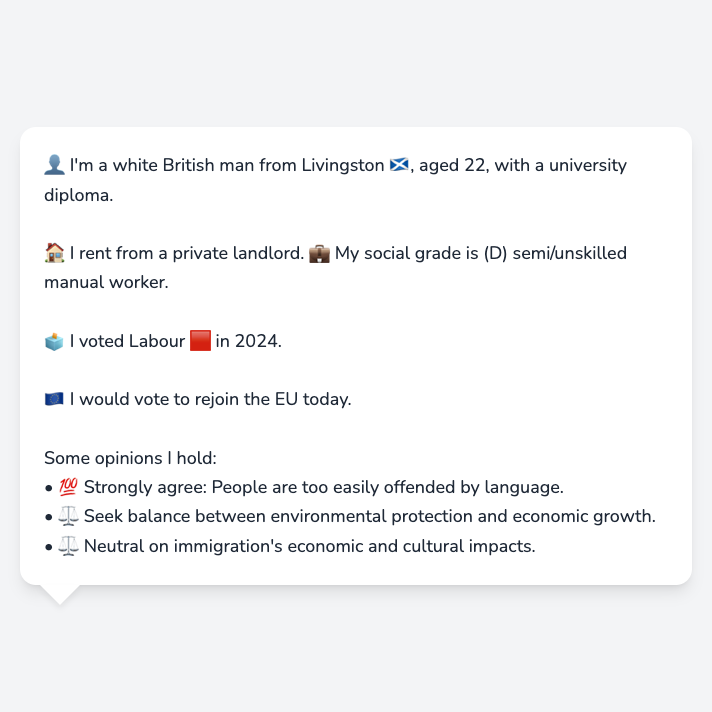 👤 I'm a white British man from Livingston 🏴󠁧󠁢󠁳󠁣󠁴󠁿, aged 22, with a university
diploma.
🏠 I rent from a private landlord. 💼 My social grade is (D) semi/unskilled
manual worker.
🗳️ I voted Labour 🟥 in 2024.
🇪🇺 I would vote to rejoin the EU today.
Some opinions I hold:
• 💯 Strongly agree: People are too easily offended by language.
• ⚖️ Seek balance between environmental protection and economic growth.
• ⚖️ Neutral on immigration's economic and cultural impacts.